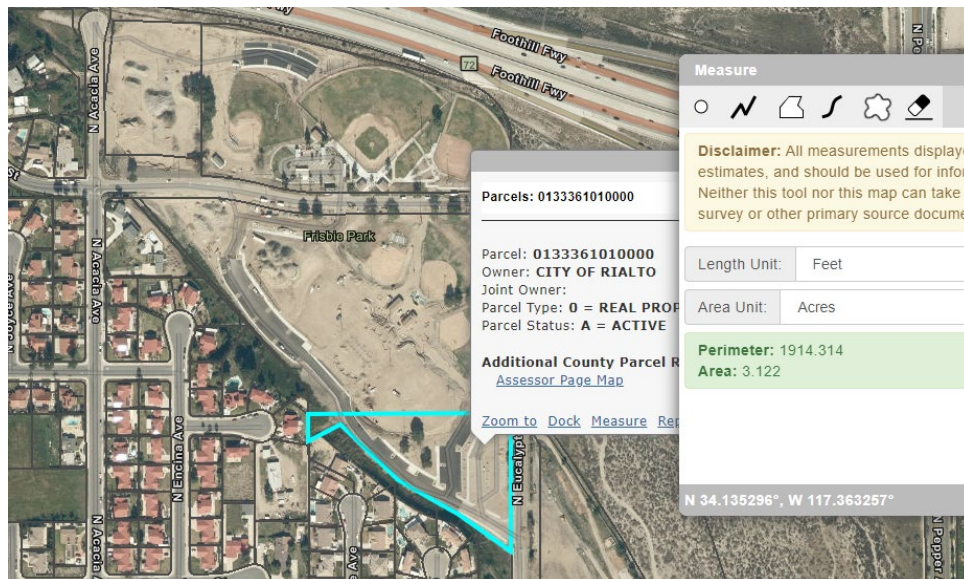 Foothill Fwy
72
Foothill Fwy
N Acacia Ave
N Pe
St
Frisbie Park
N Acacia Ave
N Encina Ave
N Acacia A
e Ave
N Eucalypt
N Pepper
Parcels: 0133361010000
Parcel: 0133361010000
Owner: CITY OF RIALTO
Joint Owner:
Parcel Type: 0 = REAL PROP
Parcel Status: A = ACTIVE
Additional County Parcel R
Assessor Page Map
Zoom to Dock Measure Rep
Measure
Disclaimer: All measurements displaye
estimates, and should be used for infor
Neither this tool nor this map can take
survey or other primary source docume
Length Unit: Feet
Area Unit: Acres
Perimeter: 1914.314
Area: 3.122
N 34.135296°, W 117.363257°